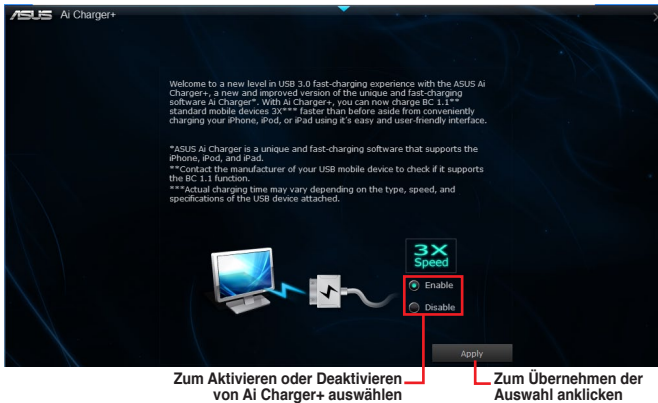 ASUS Ai Charger+
Welcome to a new level in USB 3.0 fast-charging experience with the ASUS Ai
Charger+, a new and improved version of the unique and fast-charging
software Ai Charger*. With Ai Charger+, you can now charge BC 1.1**
standard mobile devices 3X*** faster than before aside from conveniently
charging your iPhone, iPod, or iPad using it's easy and user-friendly interface.
*ASUS Ai Charger is a unique and fast-charging software that supports the
iPhone, iPod, and iPad.
**Contact the manufacturer of your USB mobile device to check if it supports
the BC 1.1 function.
***Actual charging time may vary depending on the type, speed, and
specifications of the USB device attached.
3X
Speed
Enable
Disable
Apply
Zum Aktivieren oder Deaktivieren
von Ai Charger+ auswählen
Zum Übernehmen der
Auswahl anklicken